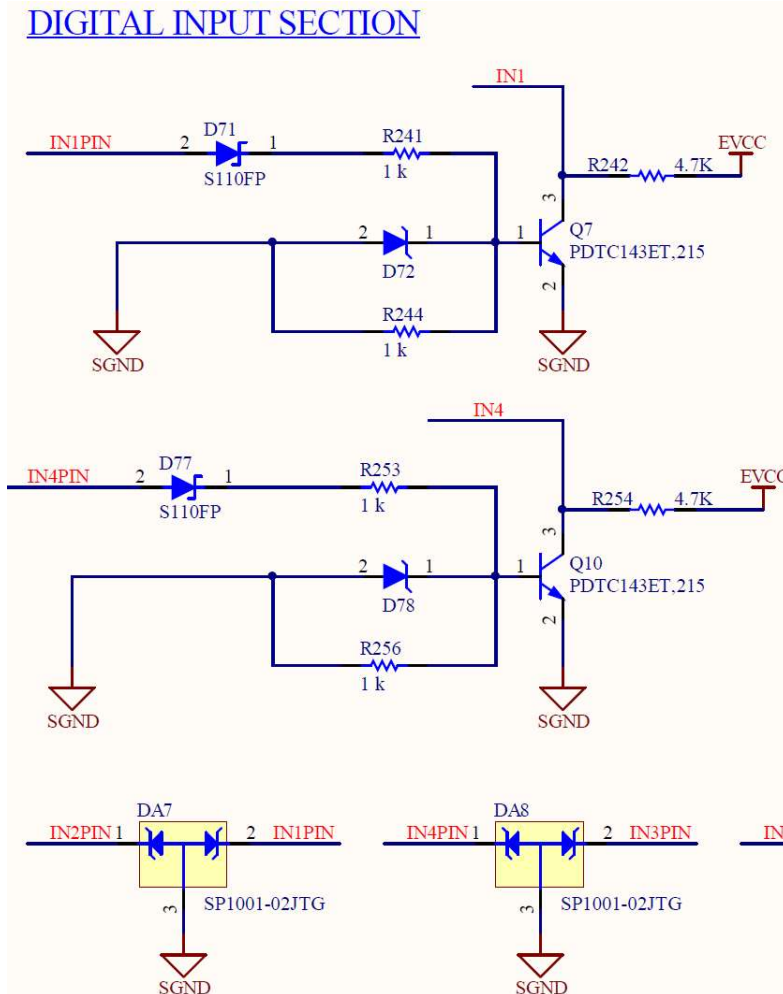 DIGITAL INPUT SECTION
IN1
D71
IN1PIN 2 1
S110FP
R241
1 k
R242 4.7K
EVCC
3
2 1
D72
1
Q7
PDTC143ET,215
2
R244
1 k
SGND
SGND
IN4
D77
IN4PIN 2 1
S110FP
R253
1 k
R254 4.7K
EVCC
3
2 1
D78
1
Q10
PDTC143ET,215
2
R256
1 k
SGND
SGND
DA7
IN2PIN 1 2 IN1PIN
3
SP1001-02JTG
SGND
DA8
IN4PIN 1 2 IN3PIN
3
SP1001-02JTG
SGND
IN